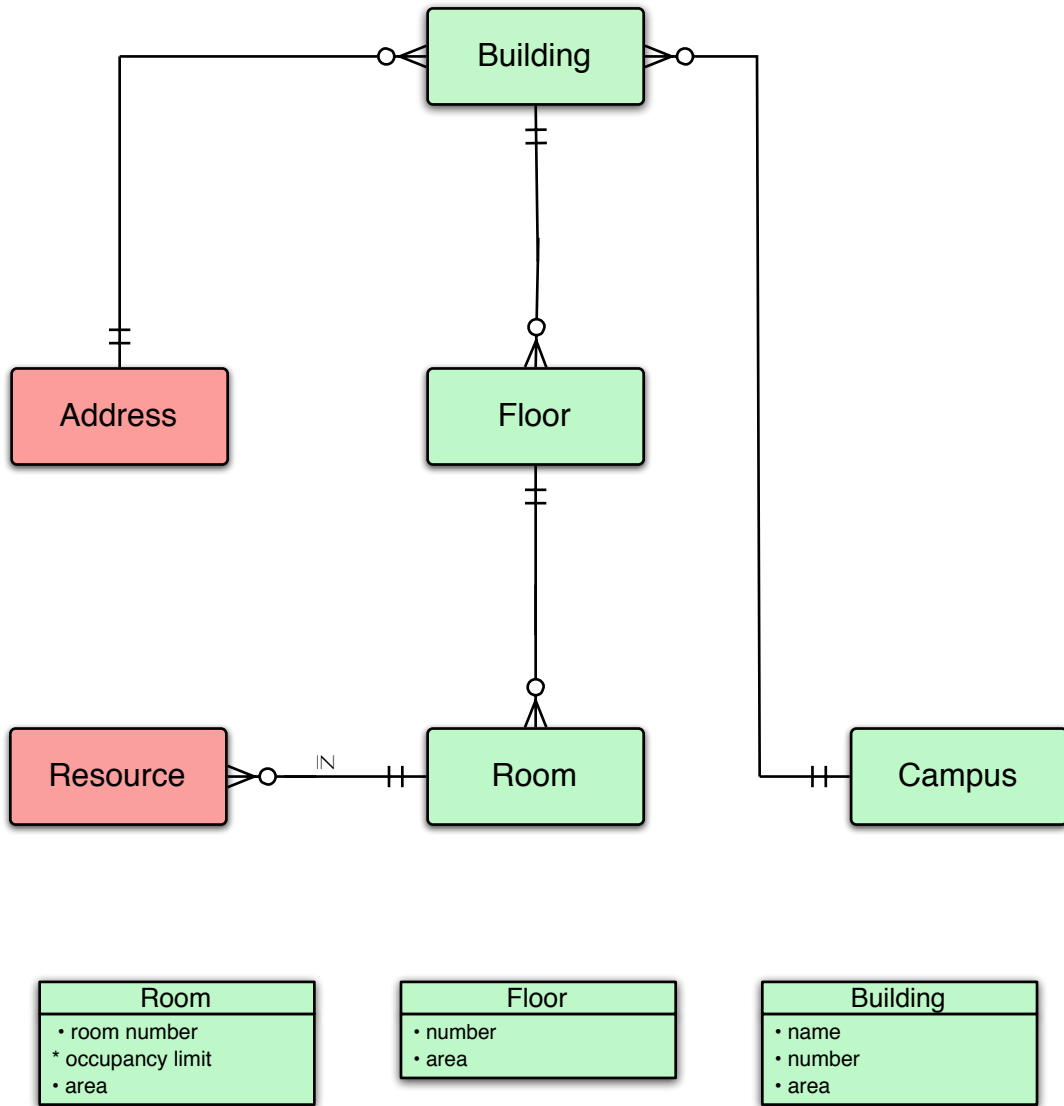 Building
Address
Floor
IN
Resource
Room
Campus
Room
• room number
* occupancy limit
• area
Floor
• number
• area
Building
• name
• number
• area